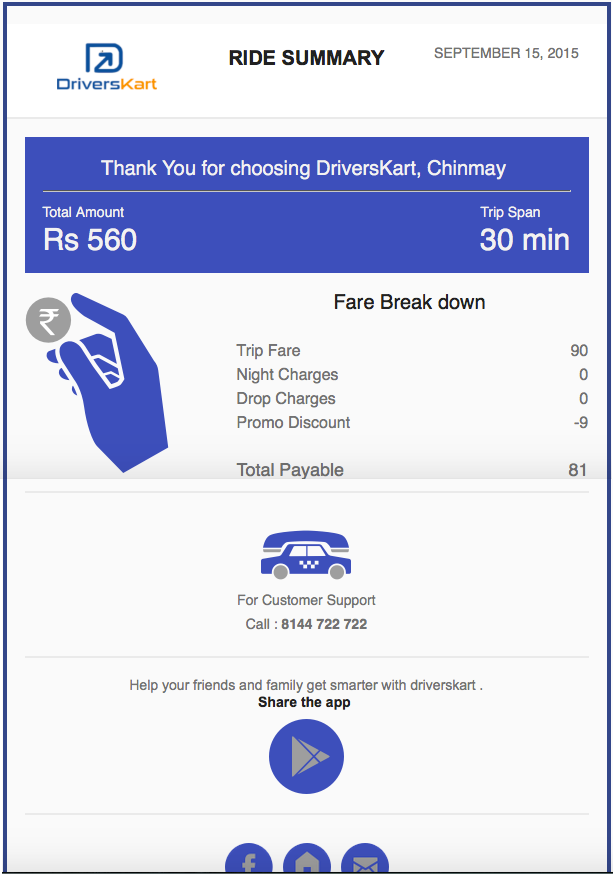 DriversKart
RIDE SUMMARY
SEPTEMBER 15, 2015
Thank You for choosing DriversKart, Chinmay
Total Amount
Trip Span
Rs 560
30 min
₹
Fare Break down
Trip Fare 90
Night Charges 0
Drop Charges 0
Promo Discount -9
Total Payable 81
For Customer Support
Call : 8144 722 722
Help your friends and family get smarter with driverskart .
Share the app
f